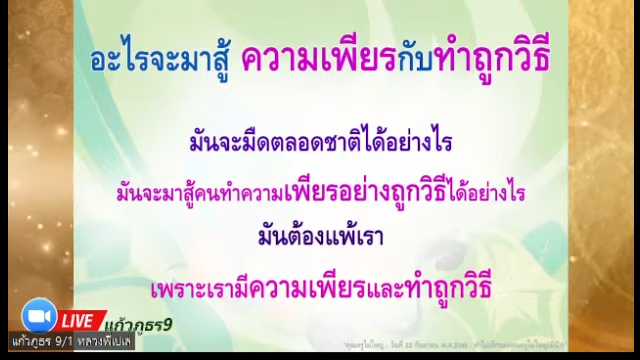 อะไรจะมาสู้ ความเพียรกับทำถูกวิธี
มันจะมืดตลอดชาติได้อย่างไร
มันจะมาสู้คนทำความเพียรอย่างถูกวิธีได้อย่างไร
มันต้องแพ้เรา
เพราะเรามีความเพียรและทำถูกวิธี
LIVE
แก้วภูธร9
แก้วภูธร 9/1 หลวงพี่เปเล